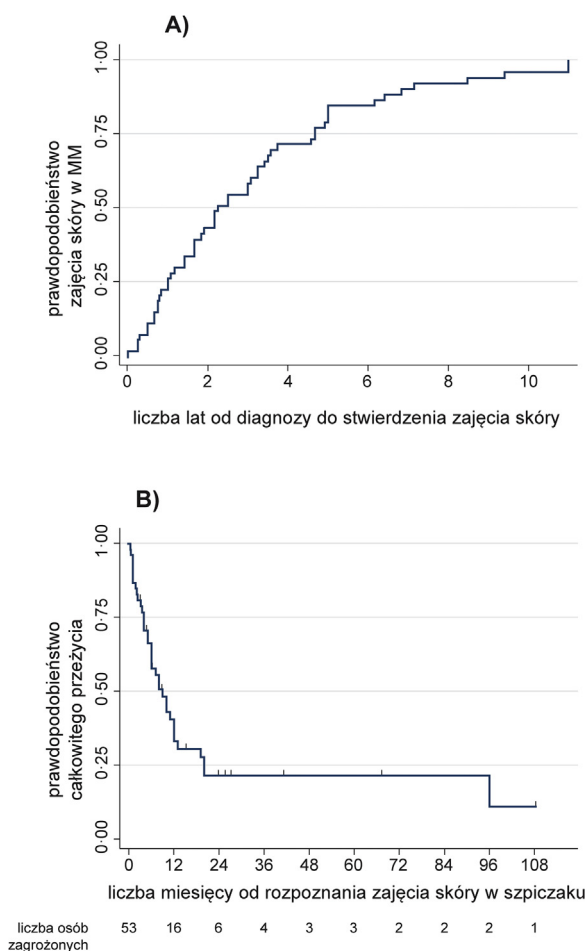 A)
prawdopodobieństwo
zajęcia skóry w MM
1·00
0·75
0·50
0·25
0·00
0 2 4 6 8 10
liczba lat od diagnozy do stwierdzenia zajęcia skóry
B)
prawdopodobieństwo
całkowitego przeżycia
1·00
0·75
0·50
0·25
0·00
0 12 24 36 48 60 72 84 96 108
liczba miesięcy od rozpoznania zajęcia skóry w szpiczaku
liczba osób 53 16 6 4 3 3 2 2 2 1
zagrożonych